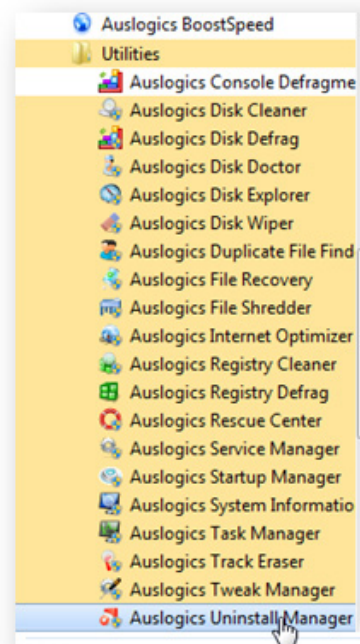 Auslogics BoostSpeed
Utilities
Auslogics Console Defragme
Auslogics Disk Cleaner
Auslogics Disk Defrag
Auslogics Disk Doctor
Auslogics Disk Explorer
Auslogics Disk Wiper
Auslogics Duplicate File Find
Auslogics File Recovery
Auslogics File Shredder
Auslogics Internet Optimizer
Auslogics Registry Cleaner
Auslogics Registry Defrag
Auslogics Rescue Center
Auslogics Service Manager
Auslogics Startup Manager
Auslogics System Informatio
Auslogics Task Manager
Auslogics Track Eraser
Auslogics Tweak Manager
Auslogics Uninstall Manager